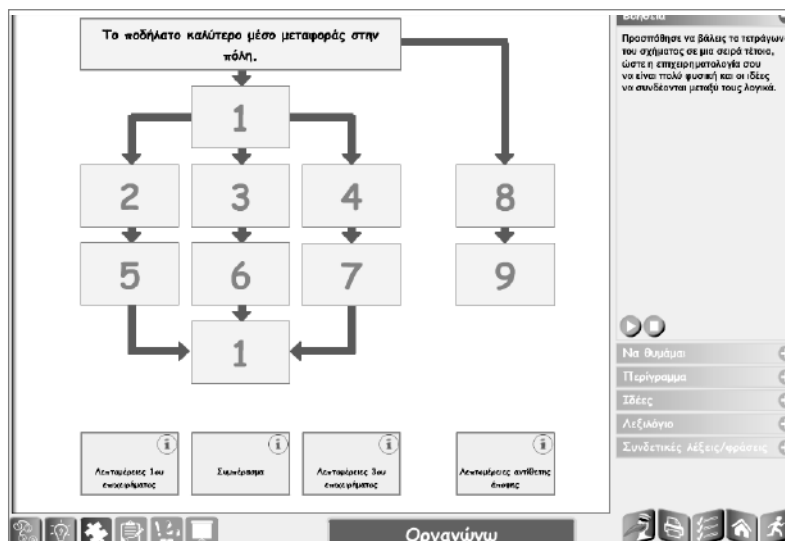 Το ποδήλατο καλύτερο μέσο μεταφοράς στην
πόλη.
1
2 3 4 8
5 6 7 9
1
Λεπτομέρειες 1ου
επιχειρήματος
Συμπέρασμα
Λεπτομέρειες 3ου
επιχειρήματος
Λεπτομέρειες αντίθετης
άποψης
Οργανώνω
Βοήθεια
Προσπάθησε να βάλεις τα τετράγων
του σχήματος σε μια σειρά τέτοια,
ώστε η επιχειρηματολογία σου
να είναι πολύ φυσική και οι ιδέες
να συνδέονται μεταξύ τους λογικά.
Να θυμάμαι
Περίγραμμα
Ιδέες
Λεξιλόγιο
Συνδετικές λέξεις/φράσεις